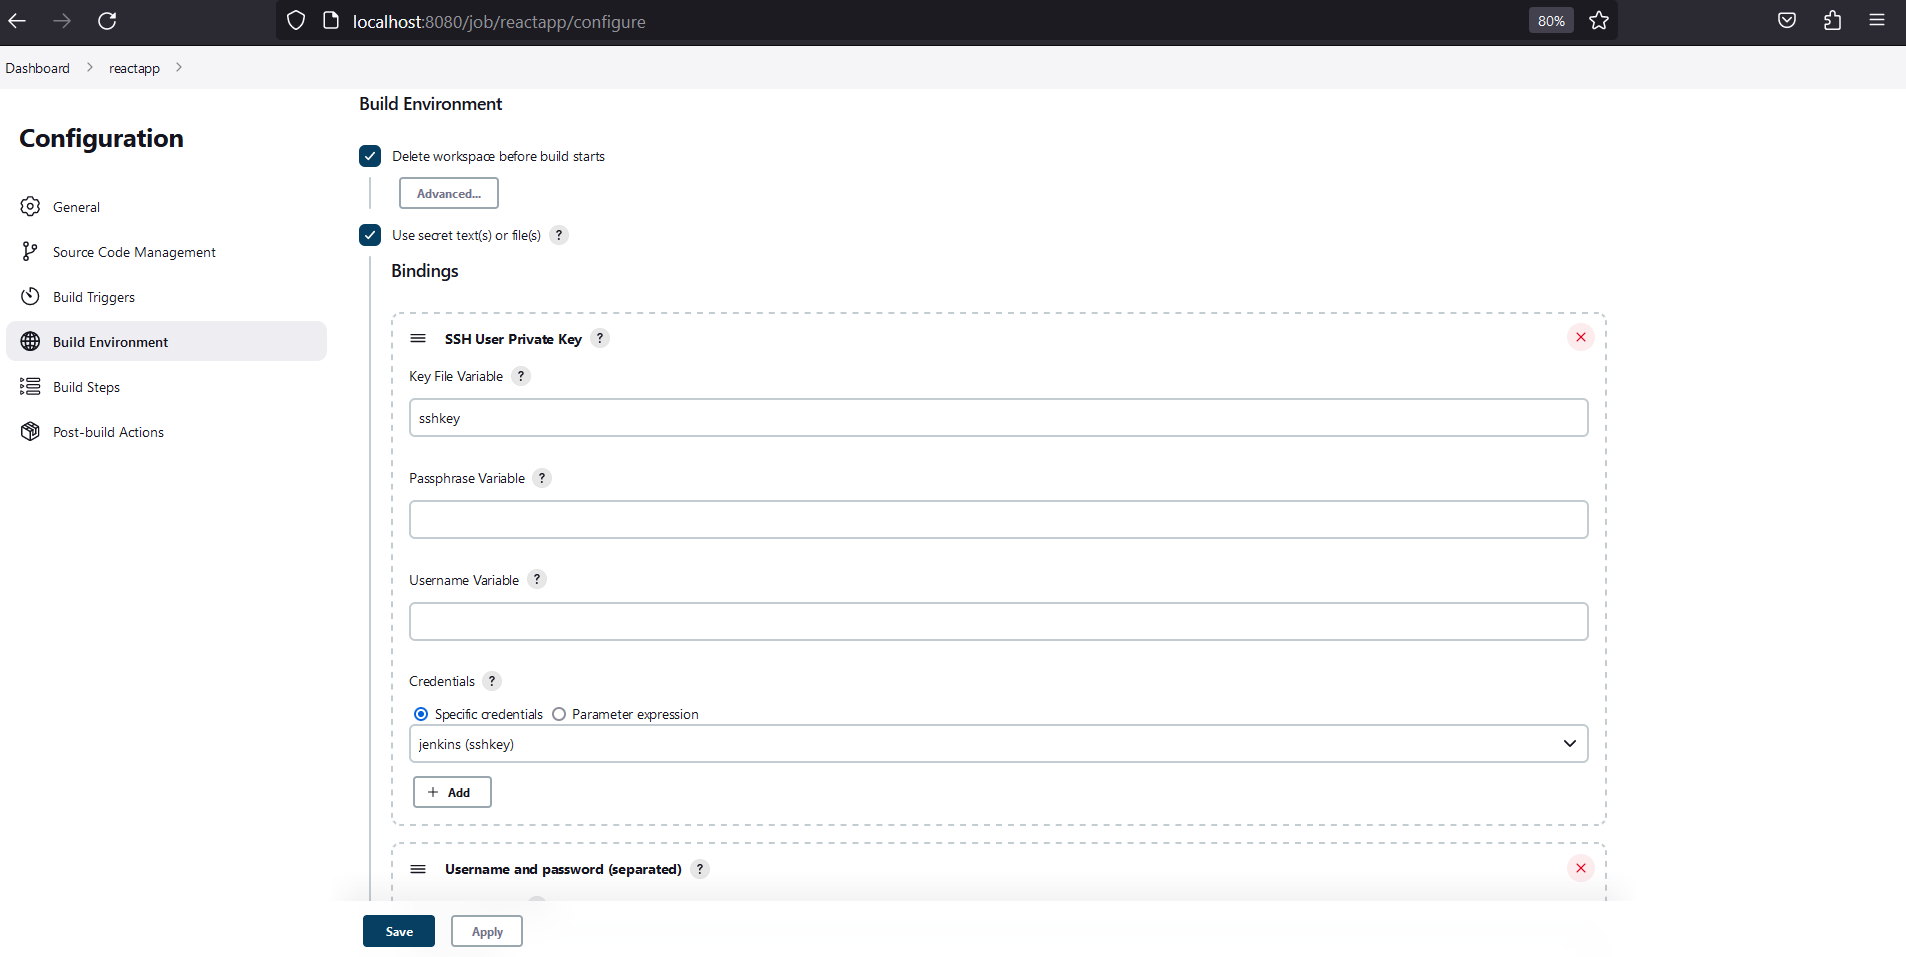 localhost:8080/job/reactapp/configure
80%
Dashboard
reactapp
Configuration
General
Source Code Management
Build Triggers
Build Environment
Build Steps
Post-build Actions
Build Environment
Delete workspace before build starts
Advanced...
Use secret text(s) or file(s) ?
Bindings
SSH User Private Key ?
Key File Variable ?
sshkey
Passphrase Variable ?
Username Variable ?
Credentials ?
Specific credentials Parameter expression
jenkins (sshkey)
+ Add
Username and password (separated) ?
Save Apply